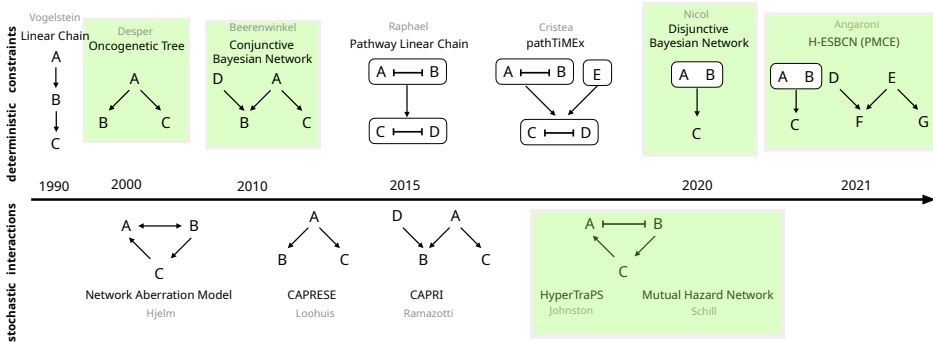 deterministic constraints
Vogelstein
Linear Chain
A
B
C
Desper
Oncogenetic Tree
A
B C
Beerenwinkel
Conjunctive
Bayesian Network
D A
B C
Raphael
Pathway Linear Chain
A B
C D
Cristea
pathTiMEx
A B E
C D
Nicol
Disjunctive
Bayesian Network
A B
C
Angaroni
H-ESBCN (PMCE)
A B D E
C F G
1990 2000 2010 2015 2020 2021
stochastic interactions
A B
C
Network Aberration Model
Hjelm
A
B C
CAPRESE
Loohuis
D A
B C
CAPRI
Ramazotti
A B
C
HyperTraPS Mutual Hazard Network
Johnston Schill